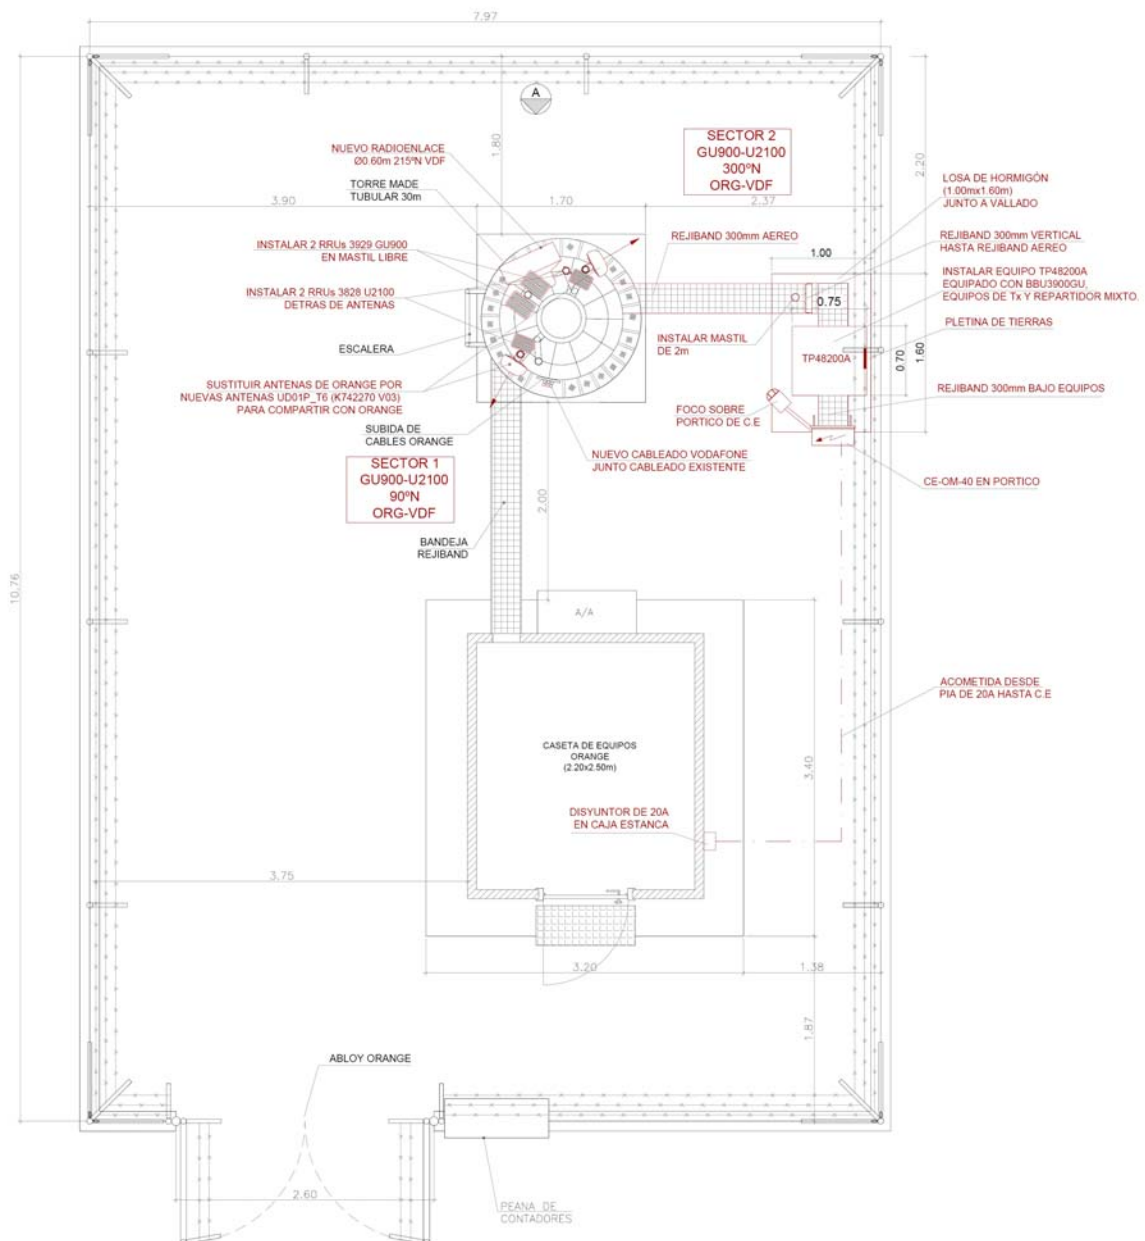 7.97
A
1.80
NUEVO RADIOENLACE
Ø0.60m 215ºN VDF
TORRE MADE
TUBULAR 30m
SECTOR 2
GU900-U2100
300ºN
ORG-VDF
2.20
LOSA DE HORMIGÓN
(1.00mx1.60m)
JUNTO A VALLADO
3.90
1.70
2.37
INSTALAR 2 RRUs 3929 GU900
EN MASTIL LIBRE
REJIBAND 300mm AEREO
REJIBAND 300mm VERTICAL
HASTA REJIBAND AEREO
1.00
INSTALAR EQUIPO TP48200A
EQUIPADO CON BBU3900GU,
EQUIPOS DE Tx Y REPARTIDOR MIXTO.
INSTALAR 2 RRUs 3828 U2100
DETRAS DE ANTENAS
0.75
PLETINA DE TIERRAS
ESCALERA
INSTALAR MASTIL
DE 2m
TP48200A
0.70
1.60
SUSTITUIR ANTENAS DE ORANGE POR
NUEVAS ANTENAS UD01P_T6 (K742270 V03)
PARA COMPARTIR CON ORANGE
REJIBAND 300mm BAJO EQUIPOS
FOCO SOBRE
PORTICO DE C.E
SUBIDA DE
CABLES ORANGE
NUEVO CABLEADO VODAFONE
JUNTO CABLEADO EXISTENTE
SECTOR 1
GU900-U2100
90ºN
ORG-VDF
CE-OM-40 EN PORTICO
2.00
BANDEJA
REJIBAND
10.76
A/A
ACOMETIDA DESDE
PIA DE 20A HASTA C.E
CASETA DE EQUIPOS
ORANGE
(2.20x2.50m)
3.40
DISYUNTOR DE 20A
EN CAJA ESTANCA
3.75
3.20
1.38
1.87
ABLOY ORANGE
2.60
PEANA DE
CONTADORES